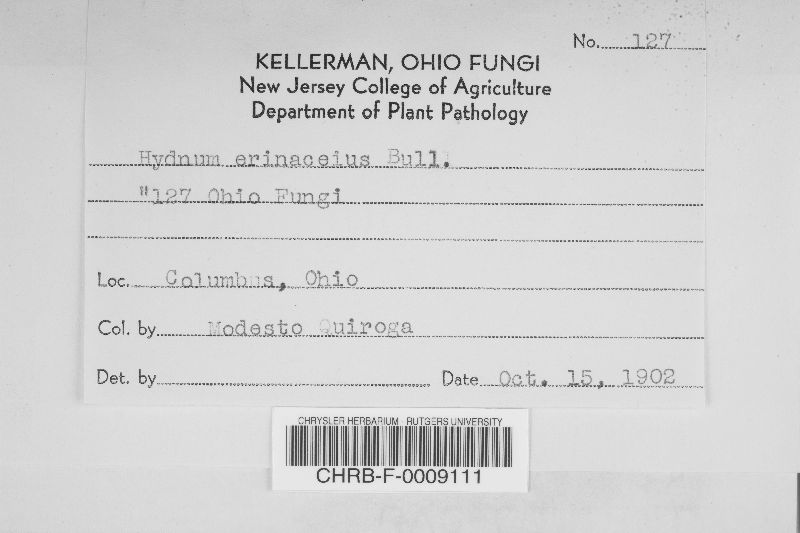 No. 127
KELLERMAN, OHIO FUNGI
New Jersey College of Agriculture
Department of Plant Pathology
Hydnum erinaceius Bull.
"127 Ohio Fungi
Loc. Columbus, Ohio
Col. by Modesto Quiroga
Det. by Date Oct. 15, 1902
CHRYSLER HERBARIUM RUTGERS UNIVERSITY
CHRB-F-0009111